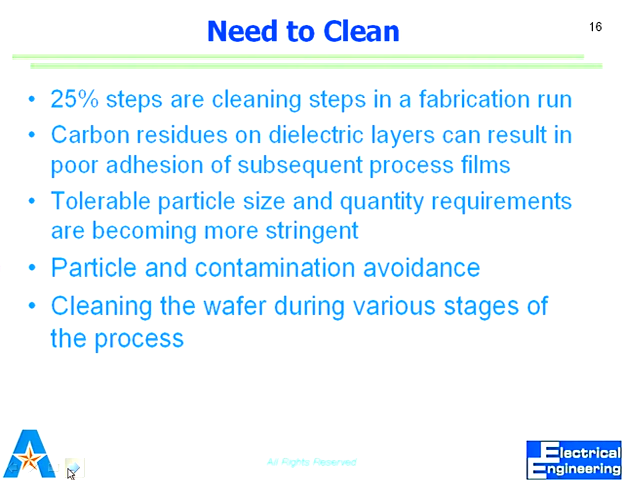 Need to Clean
16
• 25% steps are cleaning steps in a fabrication run
• Carbon residues on dielectric layers can result in
poor adhesion of subsequent process films
• Tolerable particle size and quantity requirements
are becoming more stringent
• Particle and contamination avoidance
• Cleaning the wafer during various stages of
the process
All Rights Reserved
Electrical
Engineering